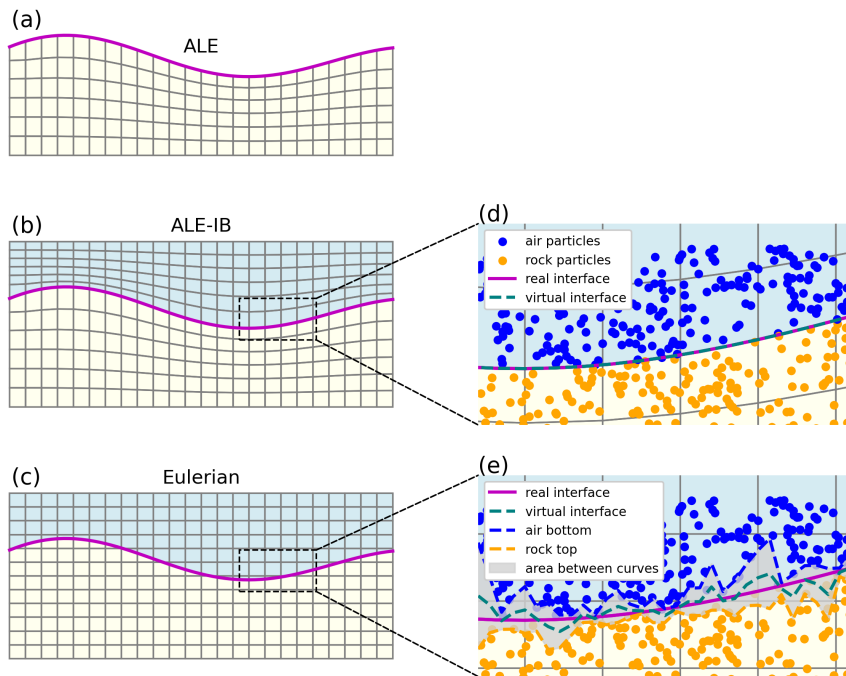 (a)
ALE
(b)
ALE-IB
(d)
air particles
rock particles
real interface
virtual interface
(c)
Eulerian
(e)
real interface
virtual interface
air bottom
rock top
area between curves